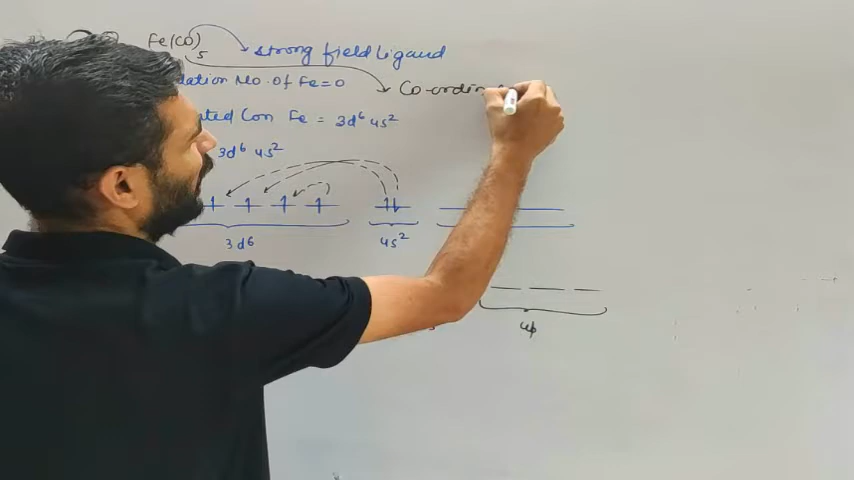 Fe(CO)5
strong field ligand
dation No. of Fe = 0
Co-ordin
ted Con Fe = 3d⁶ 4s²
3d⁶ 4s²
3d⁶
4s²
4p